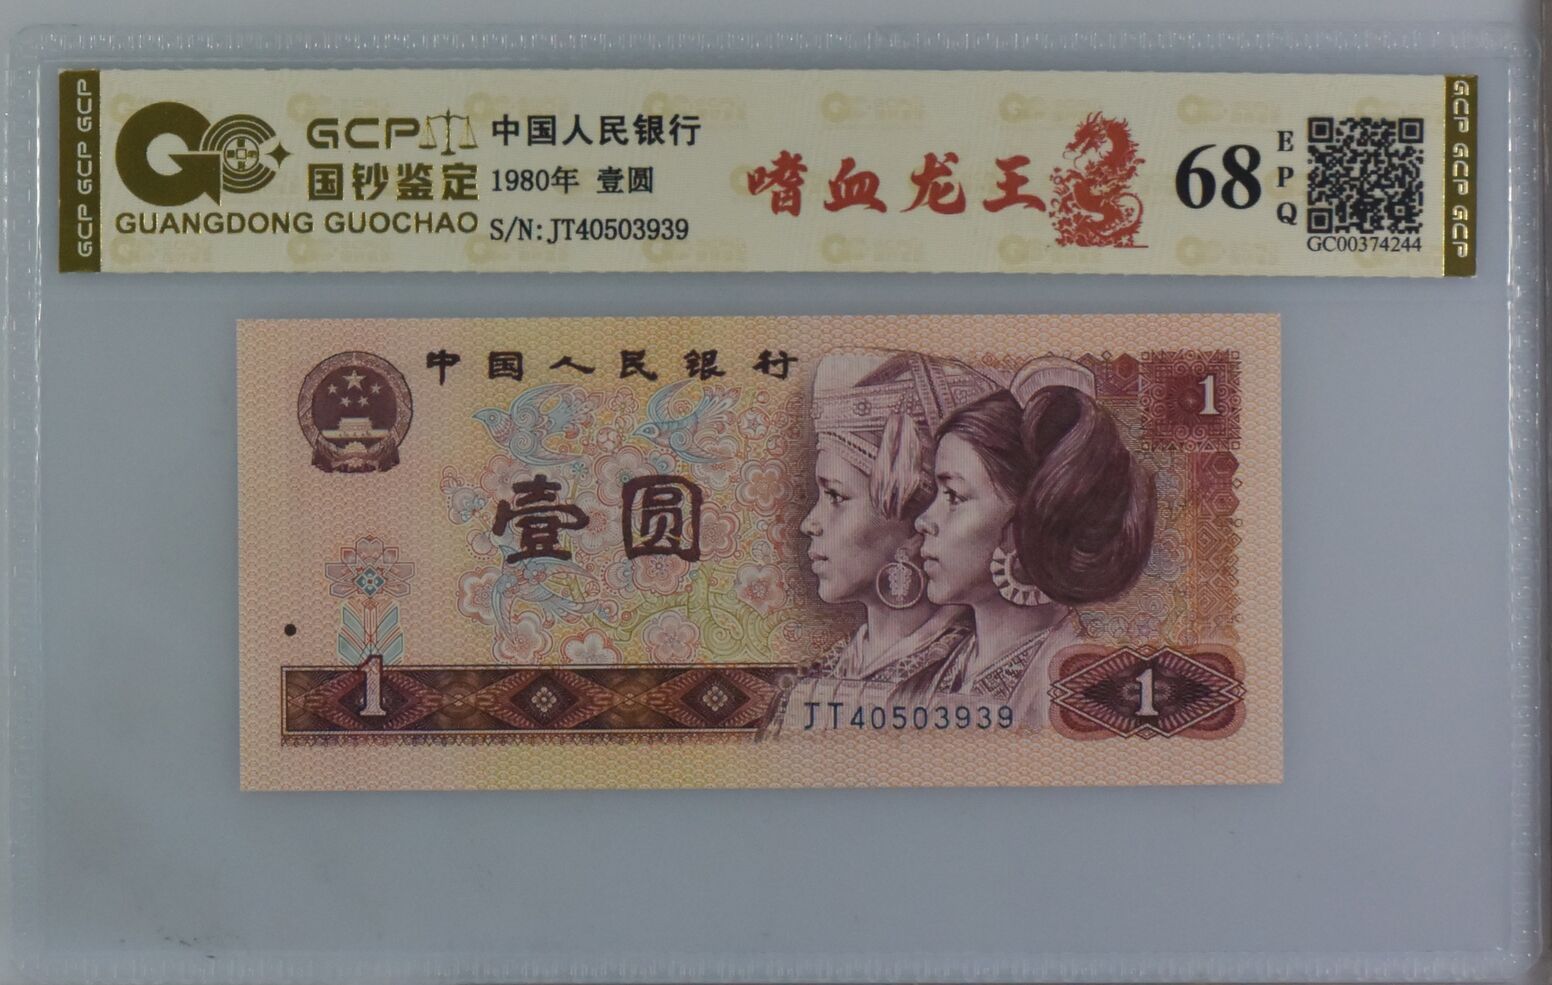 GCP GCP GCP
GCP
国钞鉴定
GUANGDONG GUOCHAO
中国人民银行
1980年 壹圆
S/N:JT40503939
嗜血龙王
68
EPQ
GC00374244
GCP GCP GCP
中国人民银行
1
壹圆
1
JT40503939
1